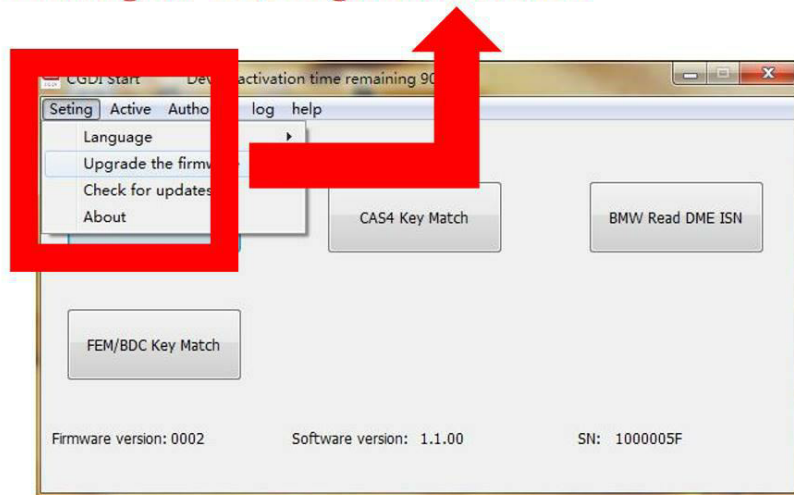 CGDI Start De activation time remaining 90
Seting Active Autho log help
Language
Upgrade the firmw
Check for updates
About
CAS4 Key Match
BMW Read DME ISN
FEM/BDC Key Match
Firmware version: 0002 Software version: 1.1.00 SN: 1000005F